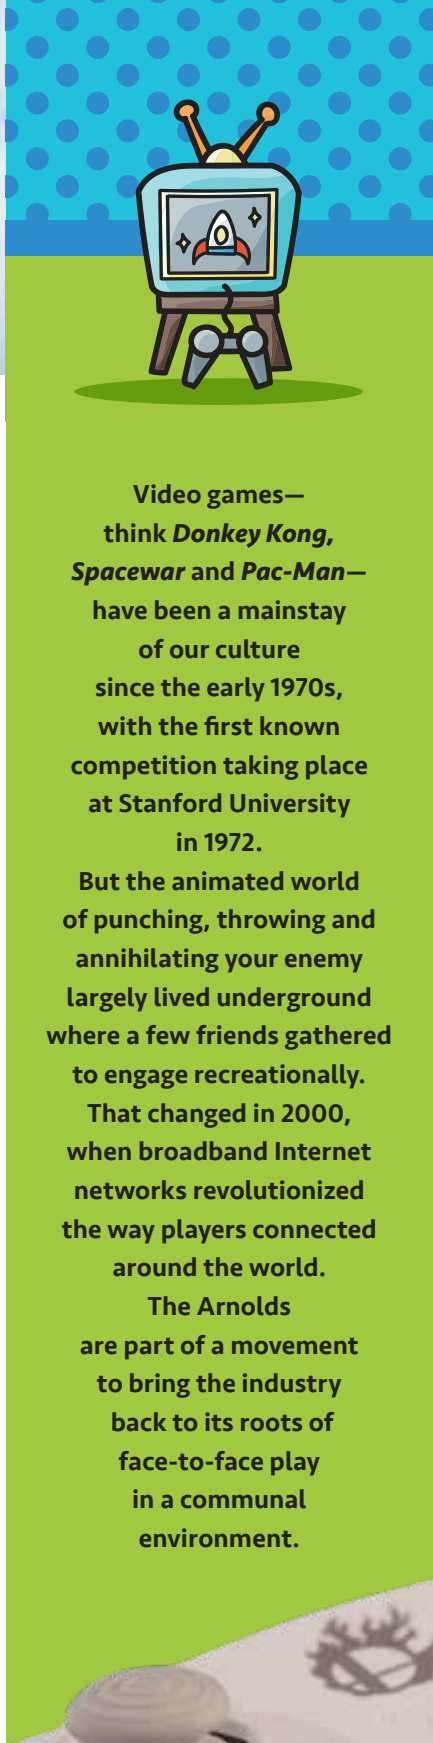 Video games—
think Donkey Kong,
Spacewar and Pac-Man—
have been a mainstay
of our culture
since the early 1970s,
with the first known
competition taking place
at Stanford University
in 1972.
But the animated world
of punching, throwing and
annihilating your enemy
largely lived underground
where a few friends gathered
to engage recreationally.
That changed in 2000,
when broadband Internet
networks revolutionized
the way players connected
around the world.
The Arnolds
are part of a movement
to bring the industry
back to its roots of
face-to-face play
in a communal
environment.